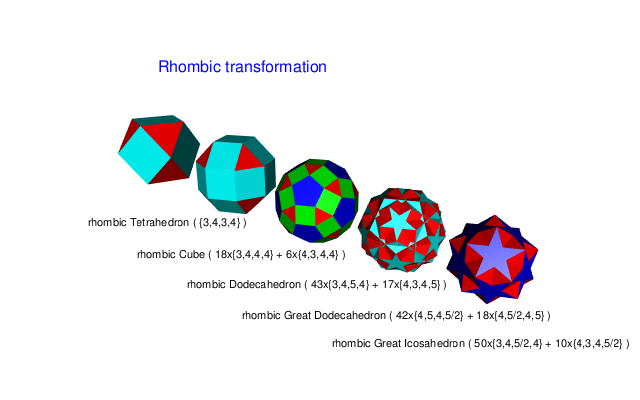 Rhombic transformation
rhombic Tetrahedron ( {3,4,3,4} )
rhombic Cube ( 18x{3,4,4,4} + 6x{4,3,4,4} )
rhombic Dodecahedron ( 43x{3,4,5,4} + 17x{4,3,4,5} )
rhombic Great Dodecahedron ( 42x{4,5,4,5/2} + 18x{4,5/2,4,5} )
rhombic Great Icosahedron ( 50x{3,4,5/2,4} + 10x{4,3,4,5/2} )